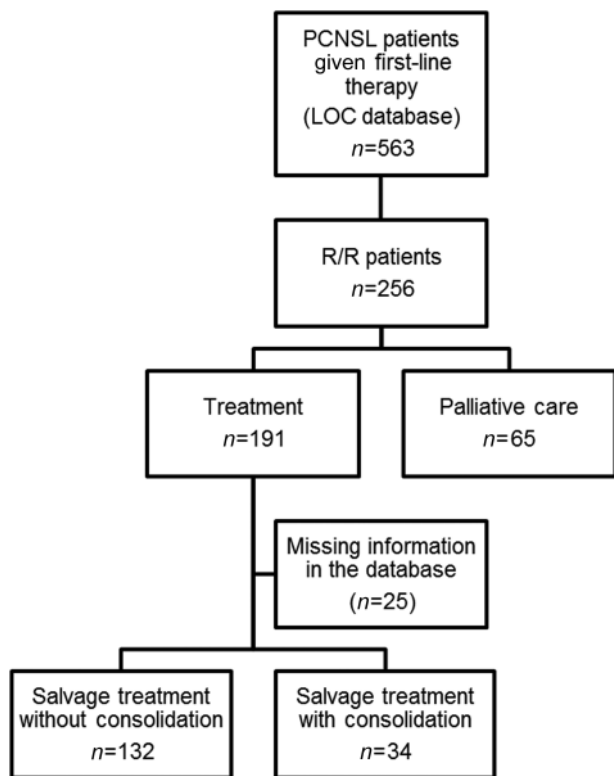 PCNSL patients
given first-line
therapy
(LOC database)
n=563
R/R patients
n=256
Treatment
n=191
Palliative care
n=65
Missing information
in the database
(n=25)
Salvage treatment
without consolidation
n=132
Salvage treatment
with consolidation
n=34